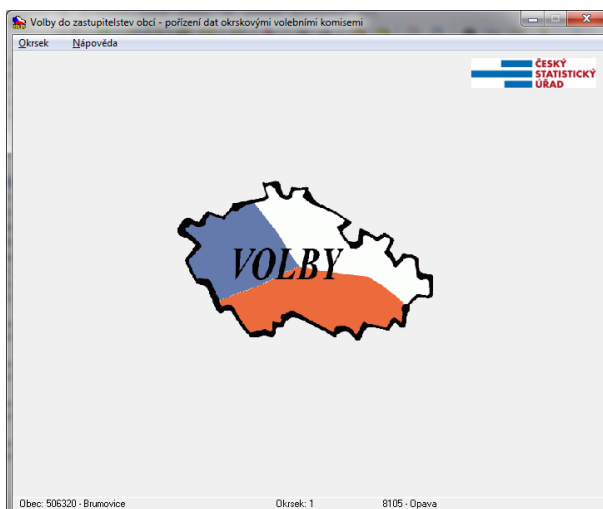 Volby do zastupitelstev obcí - pořízení dat okrskovými volebními komisemi
Okrsek Nápověda
ČESKÝ
STATISTICKÝ
ÚŘAD
VOLBY
Obec: 506320 - Brumovice Okrsek: 1 8105 - Opava